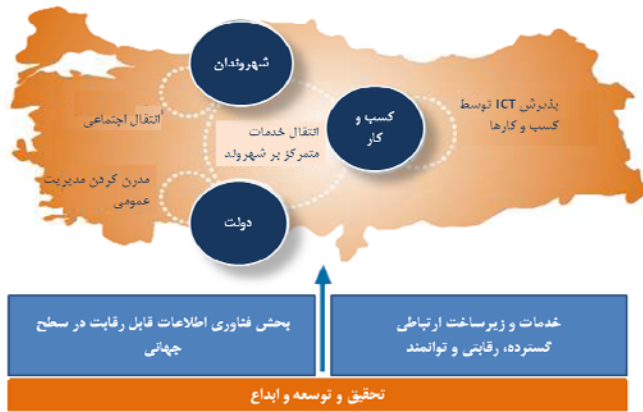 شهروندان
کسب و
کار
پذیرش ICT توسط
کسب و کارها
انتقال اجتماعی
انتقال خدمات
متمرکز بر شهروند
مدرن کردن مدیریت
عمومی
دولت
خدمات و زیرساخت ارتباطی
گسترده، رقابتی و توانمند
بخش فناوری اطلاعات قابل رقابت در سطح
جهانی
تحقیق و توسعه و ابداع